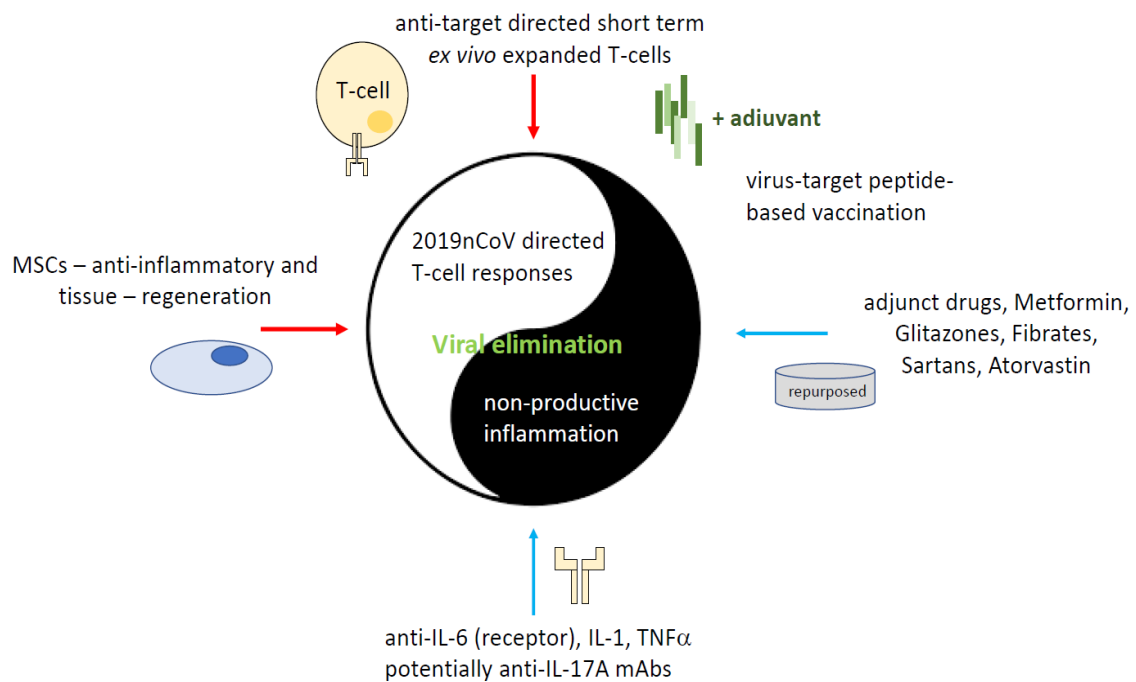 anti-target directed short term
ex vivo expanded T-cells
T-cell
+ adiuvant
virus-target peptide-
based vaccination
2019nCoV directed
T-cell responses
MSCs – anti-inflammatory and
tissue – regeneration
adjunct drugs, Metformin,
Glitazones, Fibrates,
Sartans, Atorvastin
repurposed
Viral elimination
non-productive
inflammation
anti-IL-6 (receptor), IL-1, TNFα
potentially anti-IL-17A mAbs